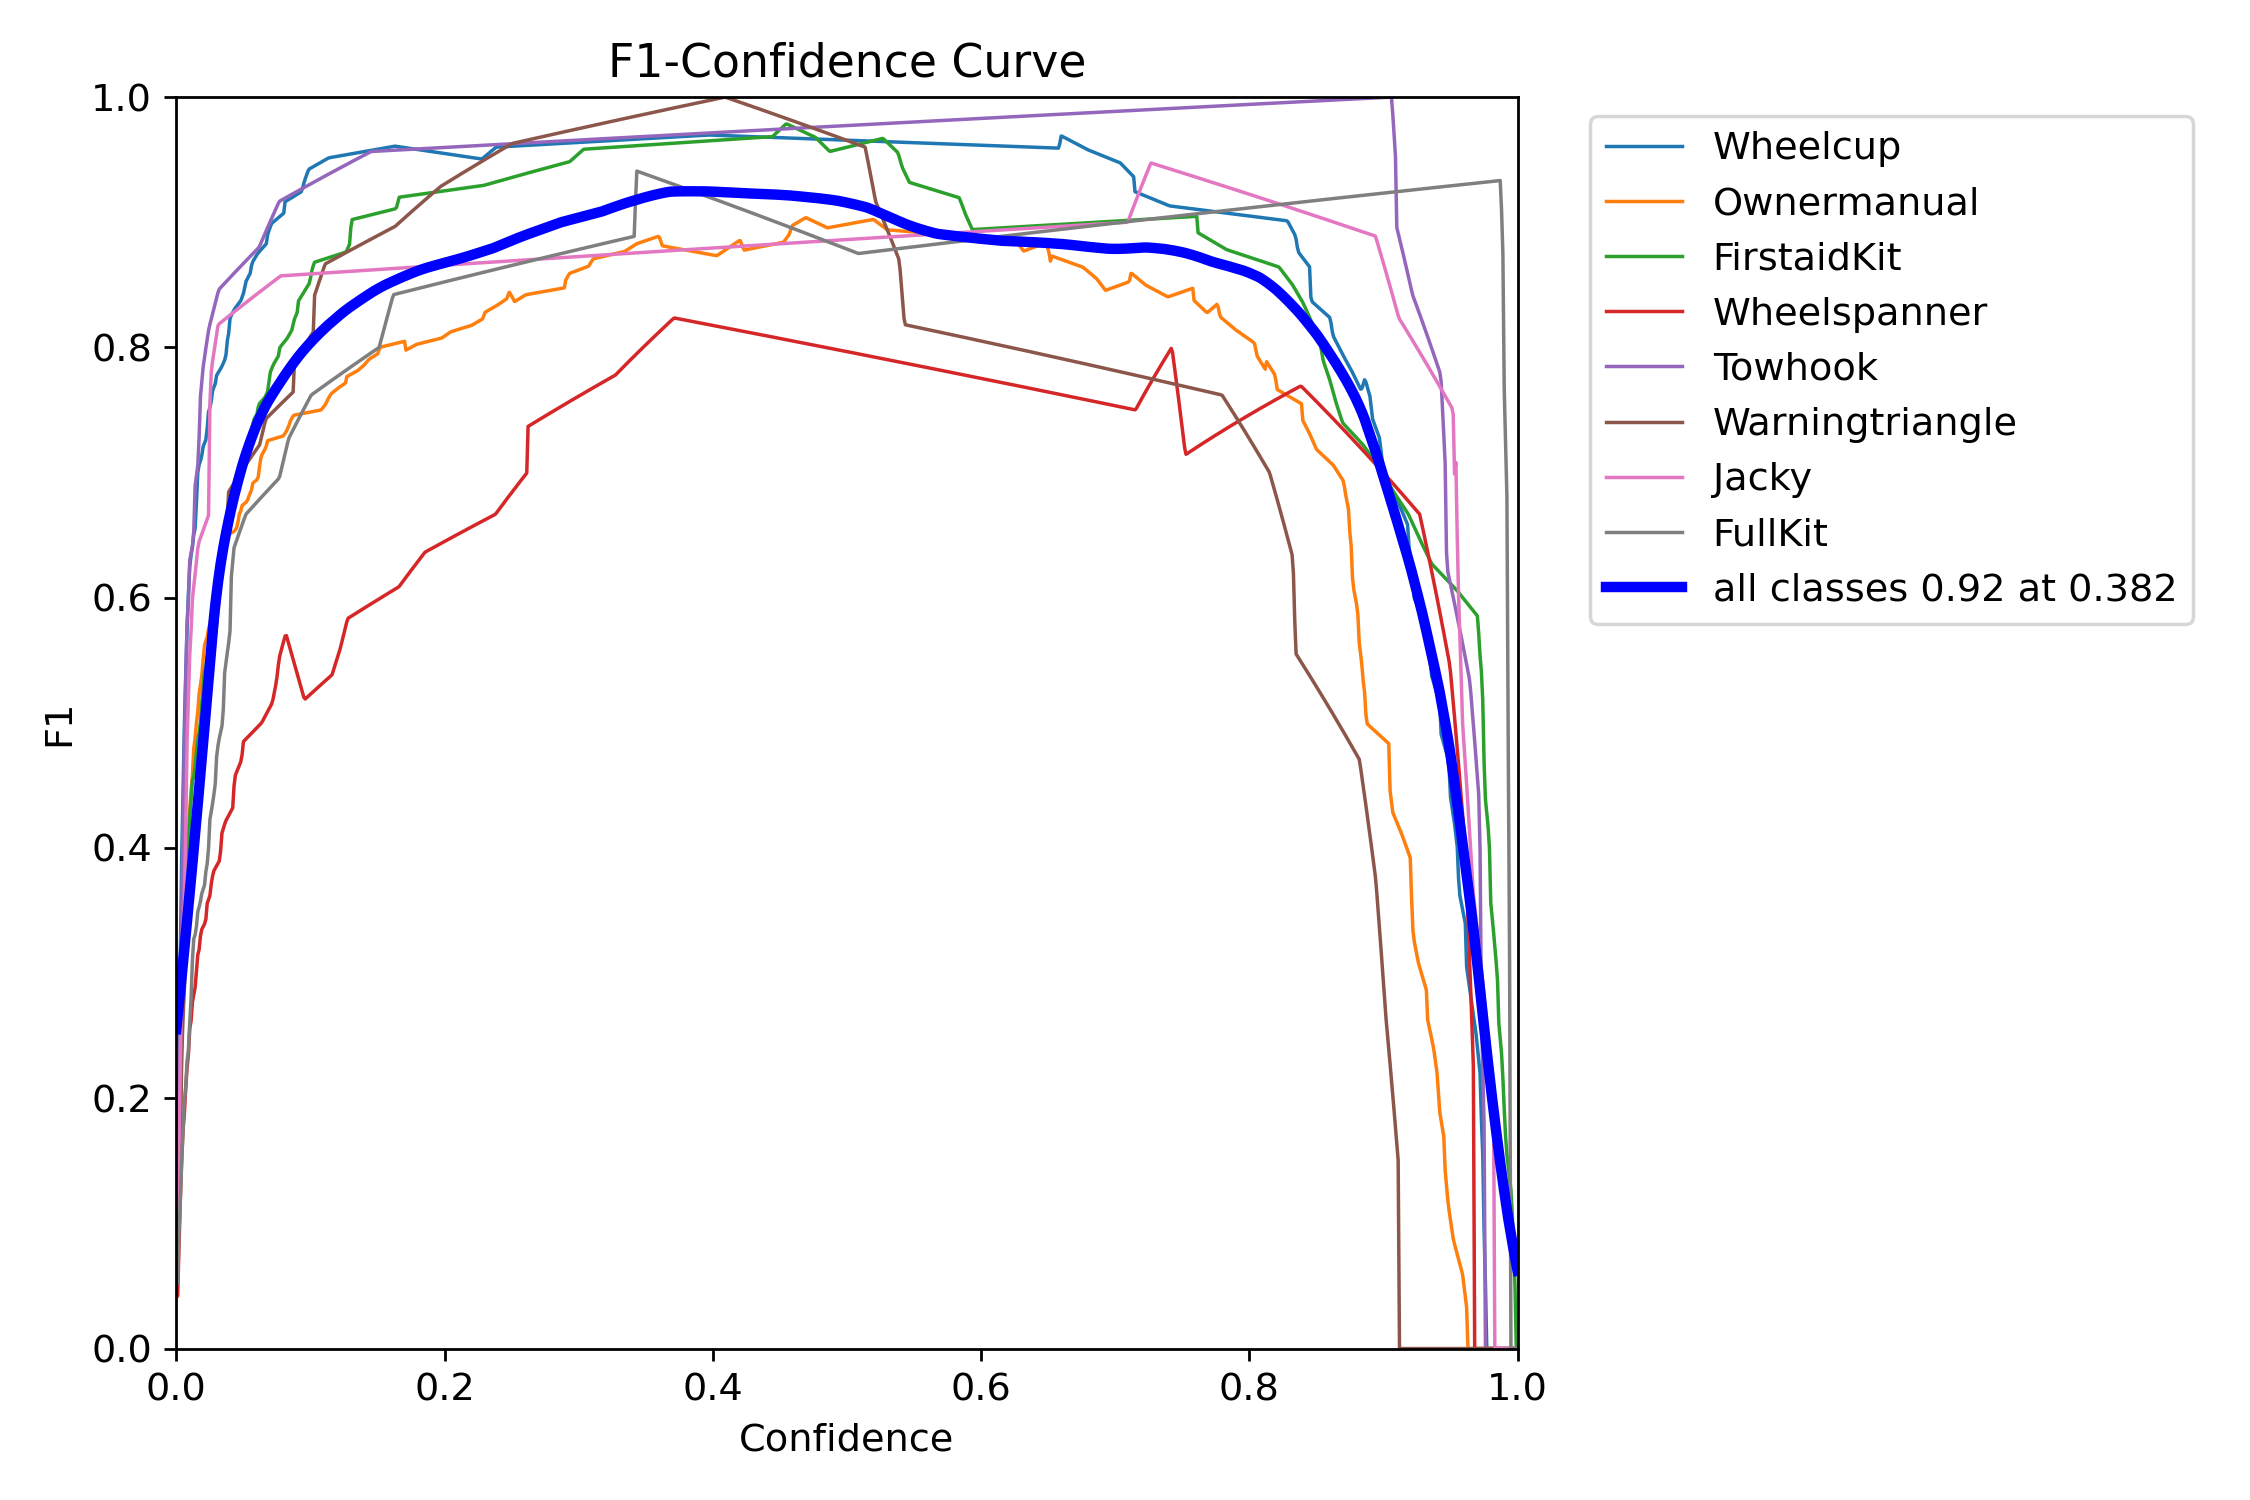 F1-Confidence Curve
1.0
0.8
0.6
0.4
0.2
0.0
F1
0.0 0.2 0.4 0.6 0.8 1.0
Confidence
Wheelcup
Ownermanual
FirstaidKit
Wheelspanner
Towhook
Warningtriangle
Jacky
FullKit
all classes 0.92 at 0.382